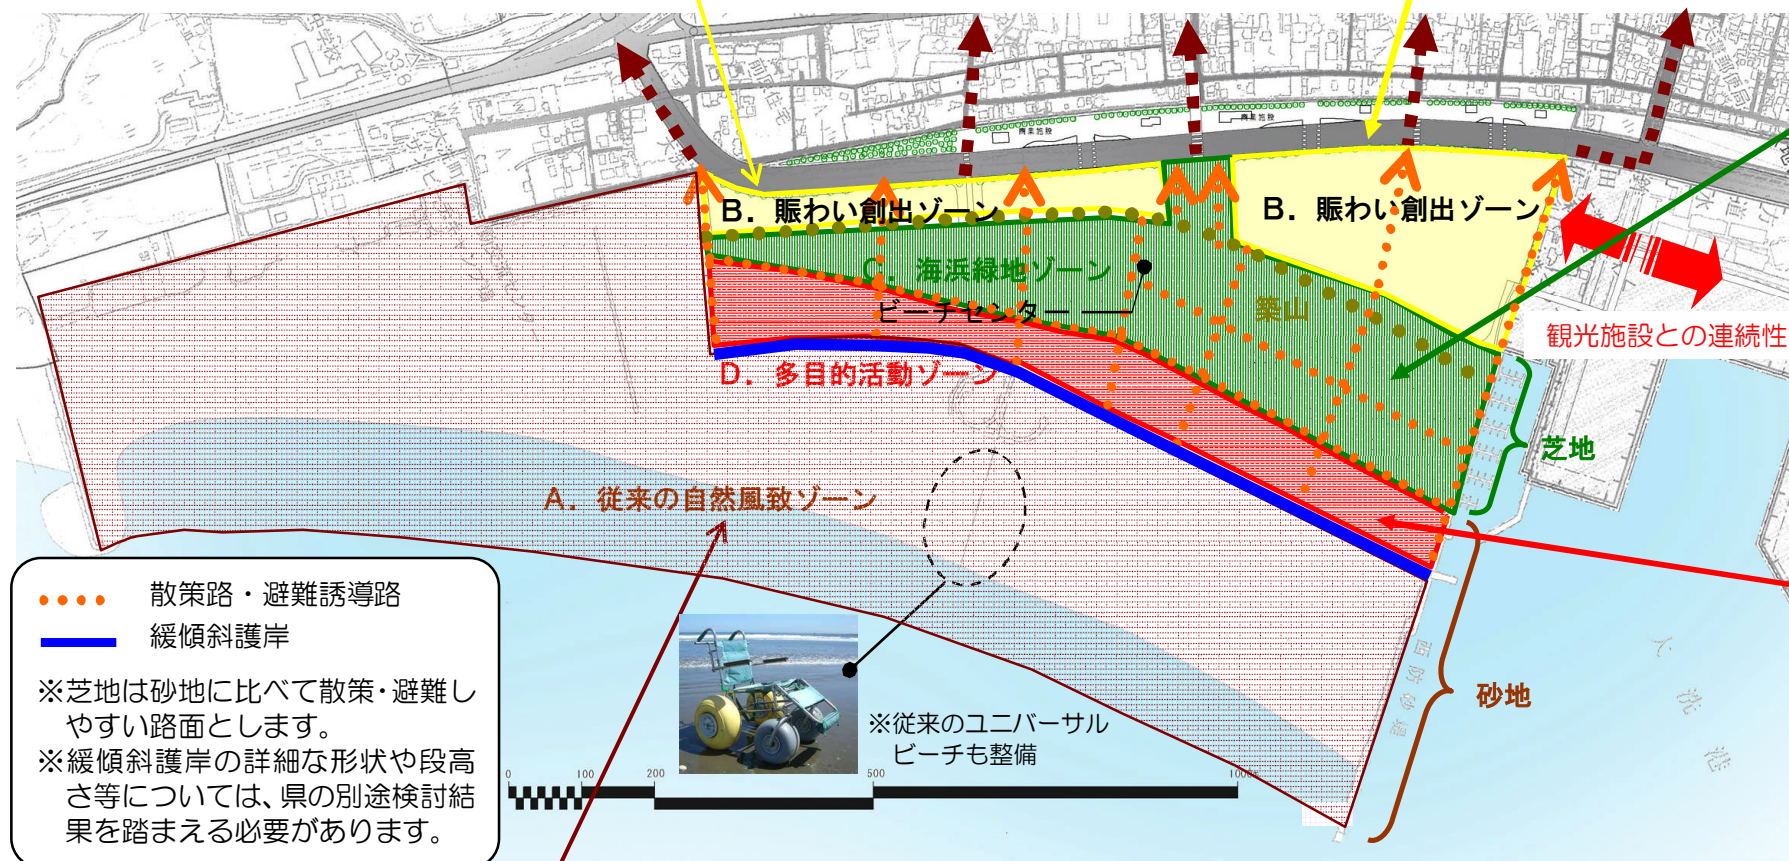 商業施設
商業施設
B. 賑わい創出ゾーン
B. 賑わい創出ゾーン
C. 海浜緑地ゾーン
ビーチセンター
築山
観光施設との連続性
D. 多目的活動ゾーン
芝地
A. 従来の自然風致ゾーン
砂地
西防砂堤
散策路・避難誘導路
緩傾斜護岸
※芝地は砂地に比べて散策・避難し
やすい路面とします。
※緩傾斜護岸の詳細な形状や段高
さ等については、県の別途検討結
果を踏まえる必要があります。
※従来のユニバーサル
ビーチも整備
0 100 200 500